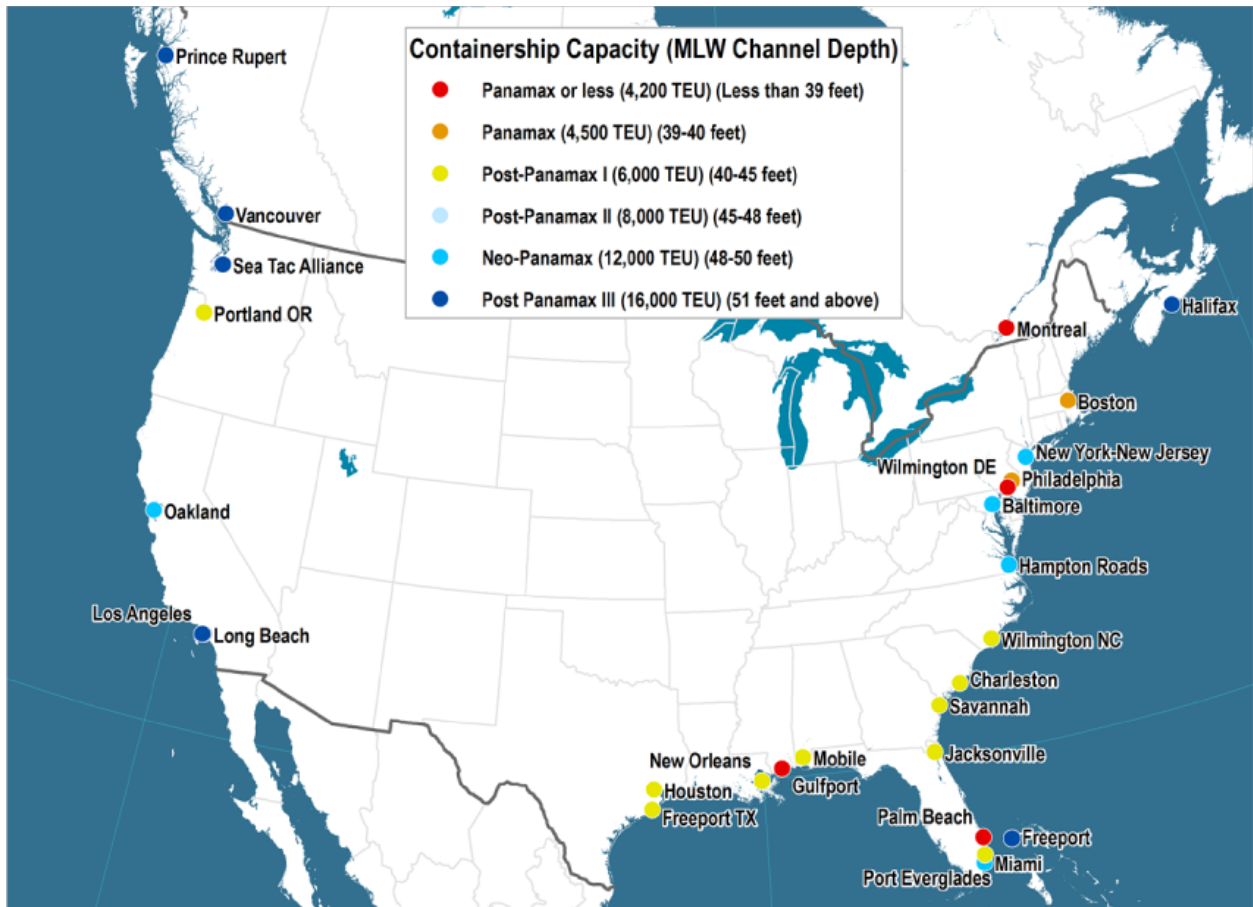 Containership Capacity (MLW Channel Depth)
Panamax or less (4,200 TEU) (Less than 39 feet)
Panamax (4,500 TEU) (39-40 feet)
Post-Panamax I (6,000 TEU) (40-45 feet)
Post-Panamax II (8,000 TEU) (45-48 feet)
Neo-Panamax (12,000 TEU) (48-50 feet)
Post Panamax III (16,000 TEU) (51 feet and above)
Prince Rupert
Vancouver
Sea Tac Alliance
Portland OR
Oakland
Los Angeles
Long Beach
Halifax
Montreal
Boston
New York-New Jersey
Wilmington DE
Philadelphia
Baltimore
Hampton Roads
Wilmington NC
Charleston
Savannah
Jacksonville
New Orleans
Mobile
Gulfport
Houston
Freeport TX
Palm Beach
Freeport
Miami
Port Everglades